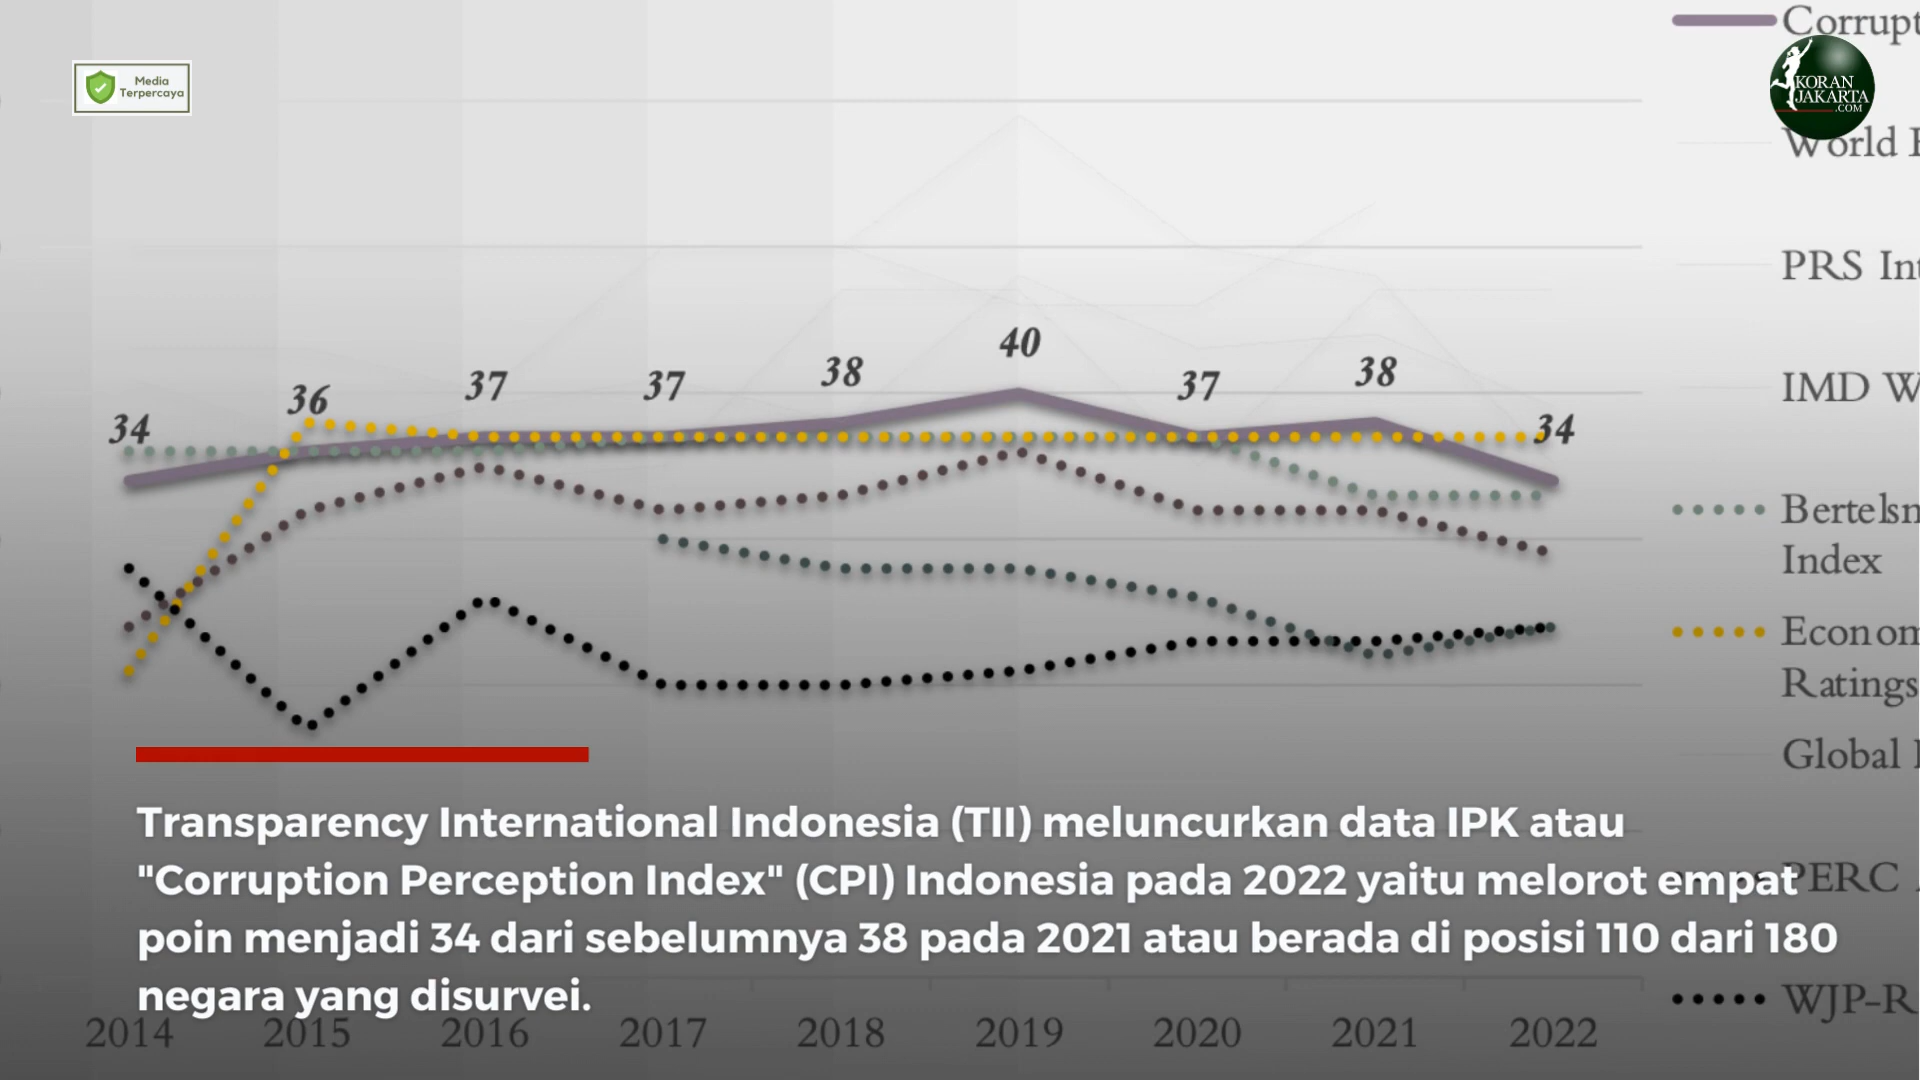 Media
Terpercaya
KORAN
JAKARTA
.COM
34
36
37
37
38
40
37
38
34
World
PRS
IMD
Index
Ratings
Global
PERC
Transparency International Indonesia (TII) meluncurkan data IPK atau
"Corruption Perception Index" (CPI) Indonesia pada 2022 yaitu melorot empat
poin menjadi 34 dari sebelumnya 38 pada 2021 atau berada di posisi 110 dari 180
negara yang disurvei.
2014 2015 2016 2017 2018 2019 2020 2021 2022